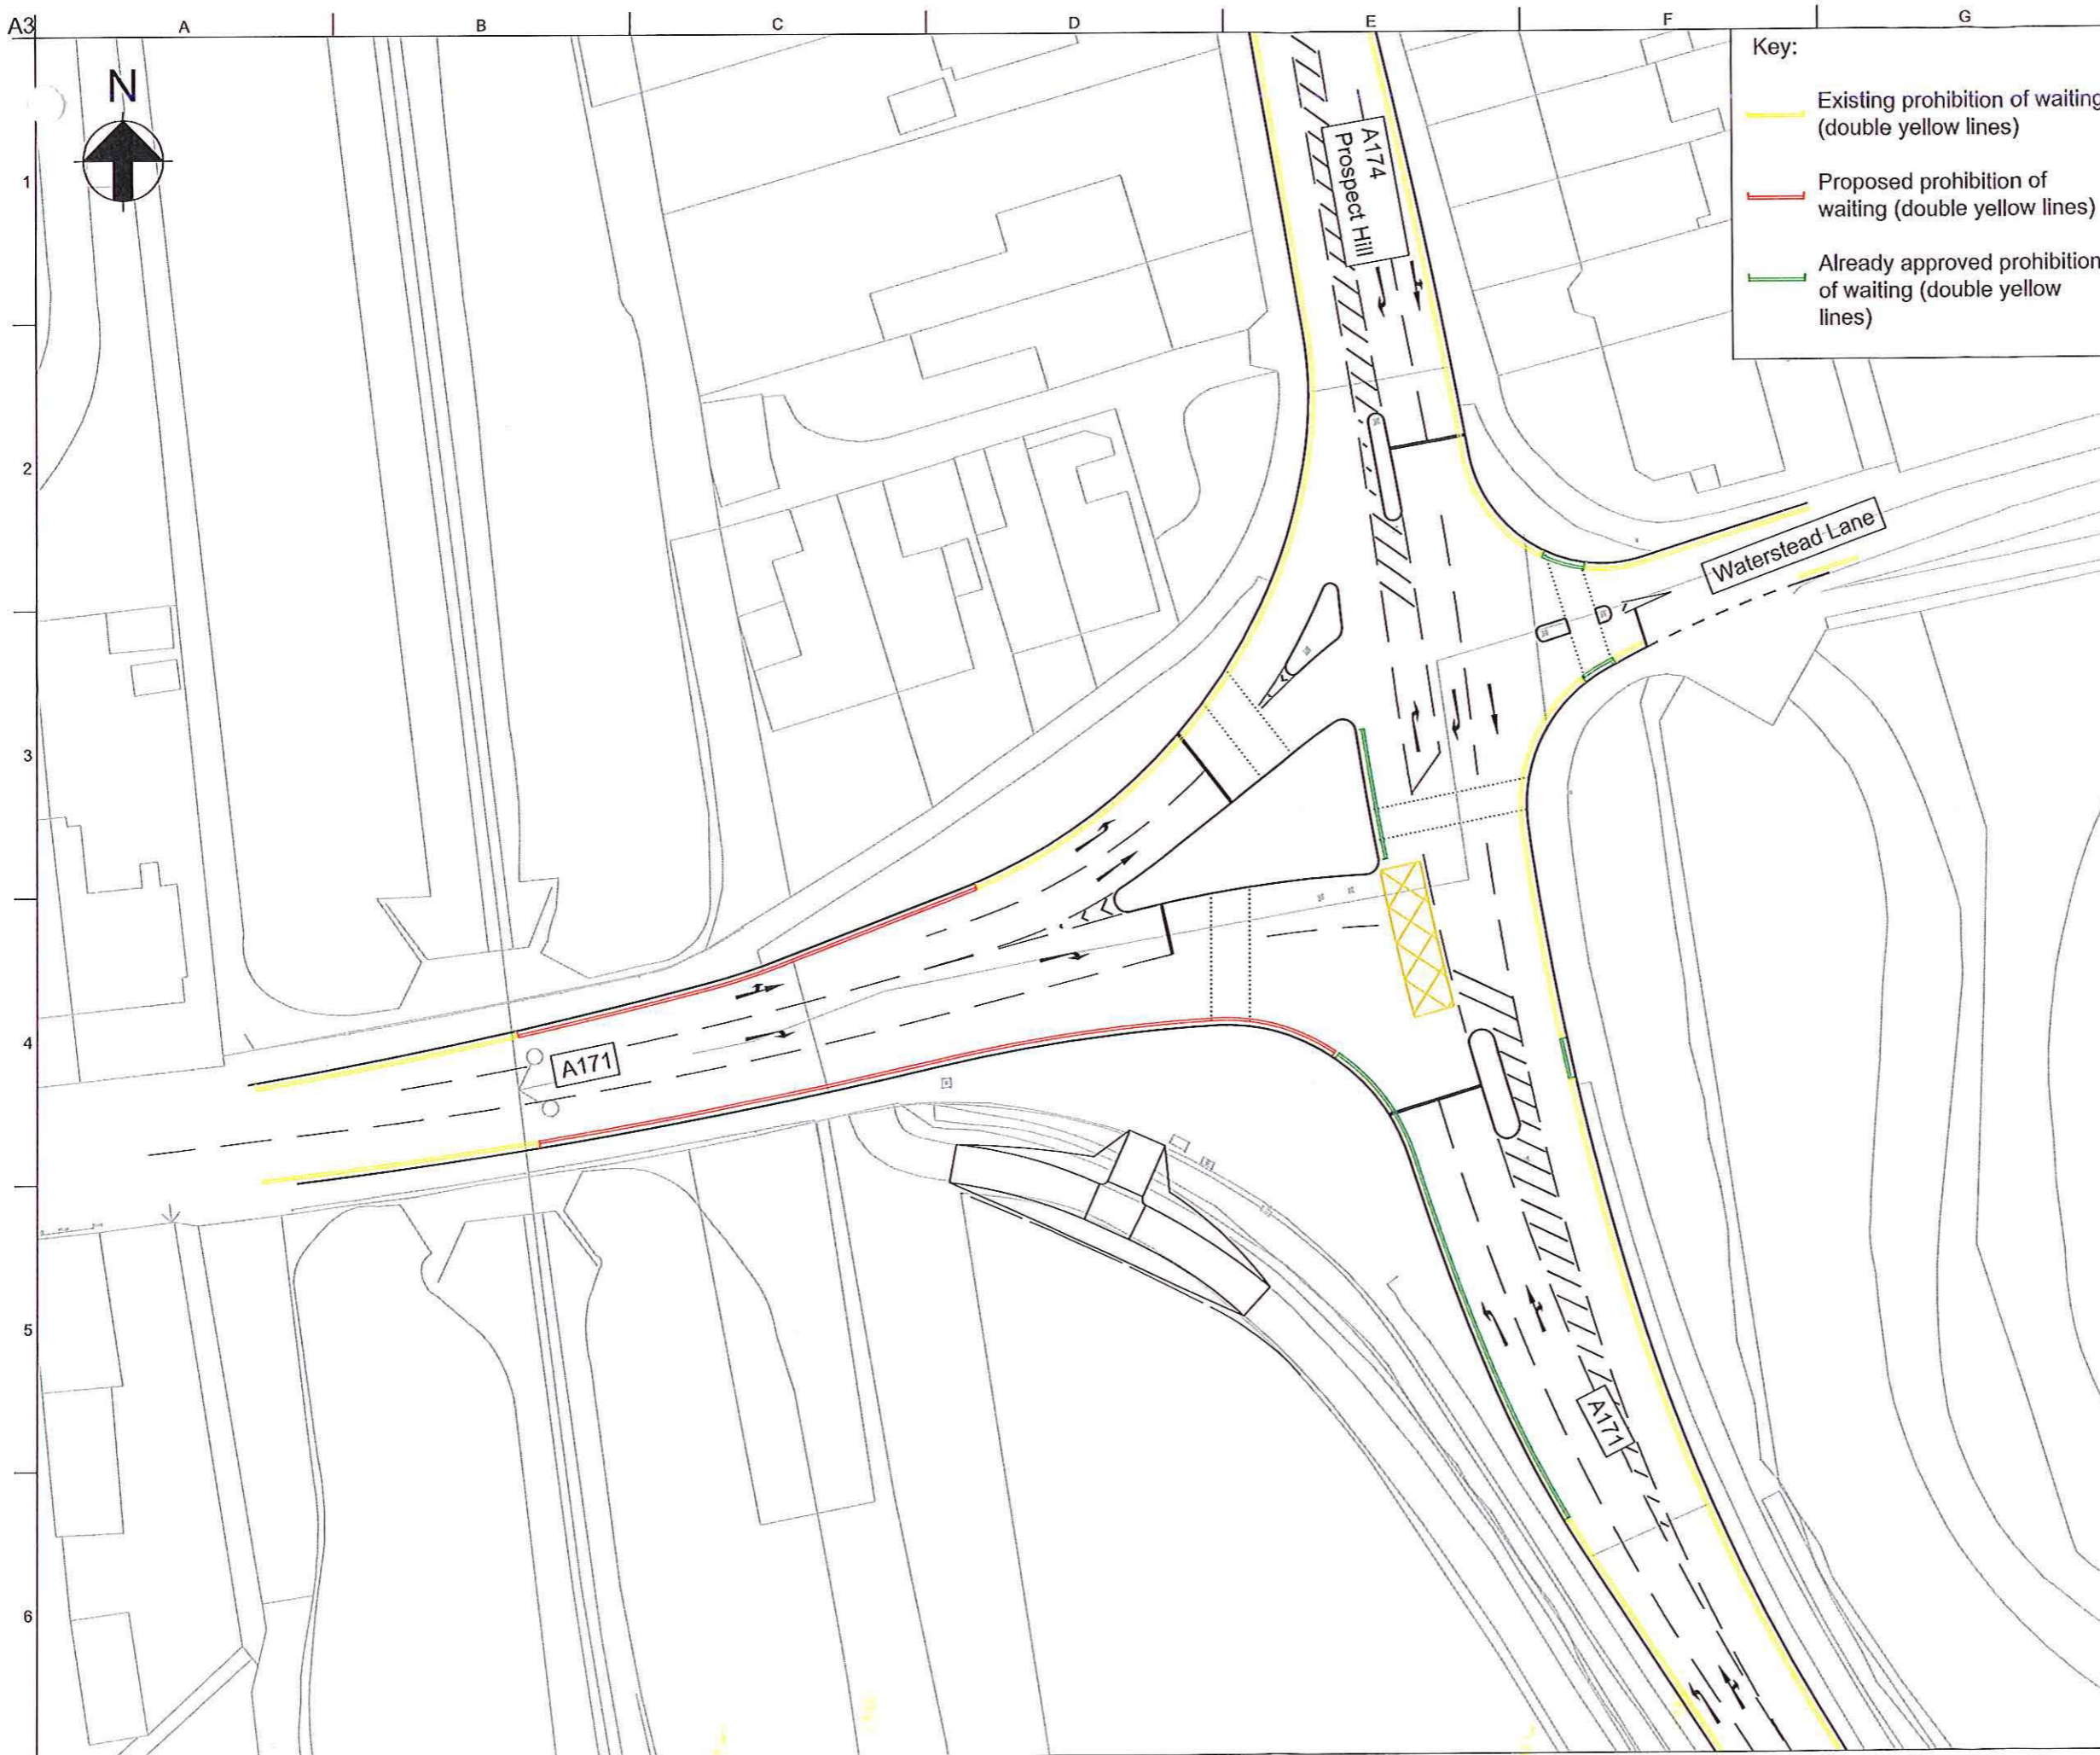 A3
A
B
C
D
E
F
G
N
Key:
Existing prohibition of waiting
(double yellow lines)
Proposed prohibition of
waiting (double yellow lines)
Already approved prohibition
of waiting (double yellow
lines)
A174
Prospect Hill
1
2
Waterstead Lane
3
4
A171
5
A171
6